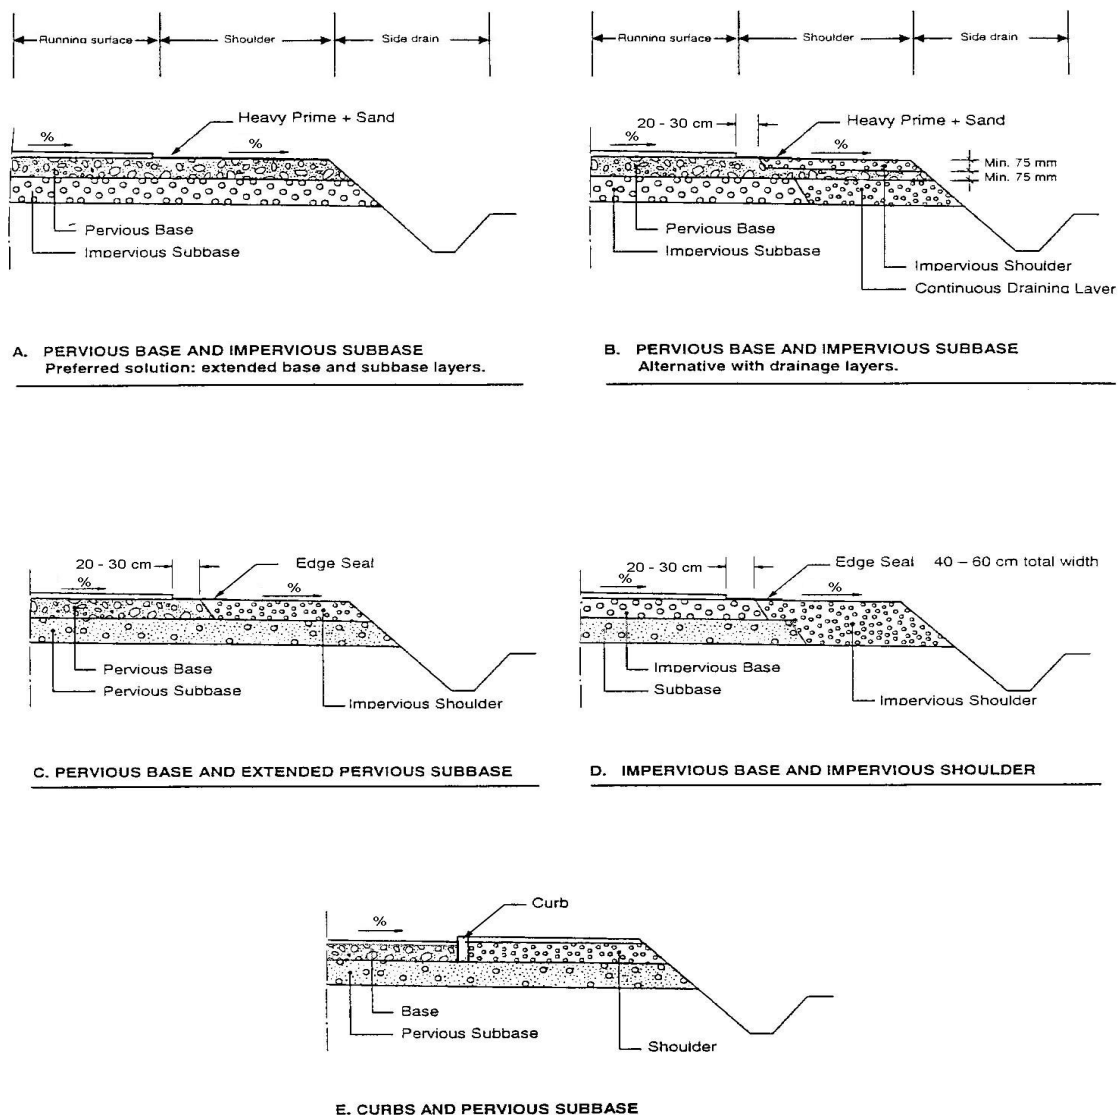 Running surface Shoulder Side drain
Running surface Shoulder Side drain
%
Heavy Prime + Sand
%
Pervious Base
Impervious Subbase
A. PERVIOUS BASE AND IMPERVIOUS SUBBASE
Preferred solution: extended base and subbase layers.
20 - 30 cm
Heavy Prime + Sand
%
%
Min. 75 mm
Min. 75 mm
Pervious Base
Impervious Subbase
Impervious Shoulder
Continuous Draining Layer
B. PERVIOUS BASE AND IMPERVIOUS SUBBASE
Alternative with drainage layers.
20 - 30 cm
Edge Seal
%
%
Pervious Base
Pervious Subbase
Impervious Shoulder
C. PERVIOUS BASE AND EXTENDED PERVIOUS SUBBASE
20 - 30 cm
Edge Seal 40 – 60 cm total width
%
%
Impervious Base
Subbase
Impervious Shoulder
D. IMPERVIOUS BASE AND IMPERVIOUS SHOULDER
Curb
%
Base
Pervious Subbase
Shoulder
E. CURBS AND PERVIOUS SUBBASE